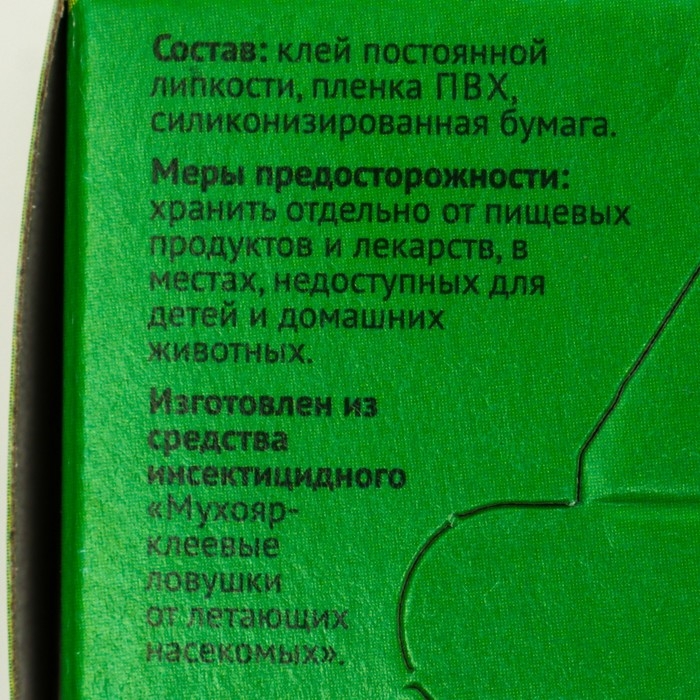 Состав: клей постоянной
липкости, пленка ПВХ,
силиконизированная бумага.
Меры предосторожности:
хранить отдельно от пищевых
продуктов и лекарств, в
местах, недоступных для
детей и домашних
животных.
Изготовлен из
средства
инсектицидного
«Мухояр-
клеевые
ловушки
от летающих
насекомых».